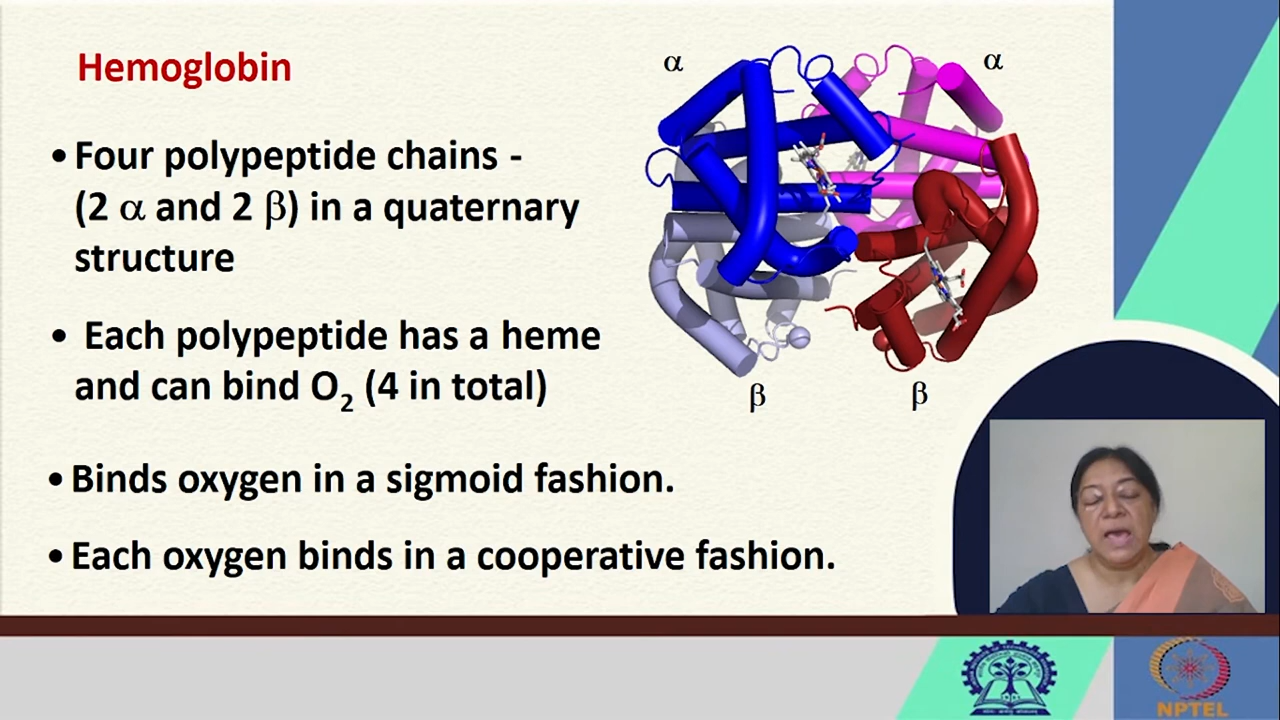 Hemoglobin
• Four polypeptide chains -
(2 α and 2 β) in a quaternary
structure
• Each polypeptide has a heme
and can bind O₂ (4 in total)
• Binds oxygen in a sigmoid fashion.
• Each oxygen binds in a cooperative fashion.
α
α
β
β
NPTEL